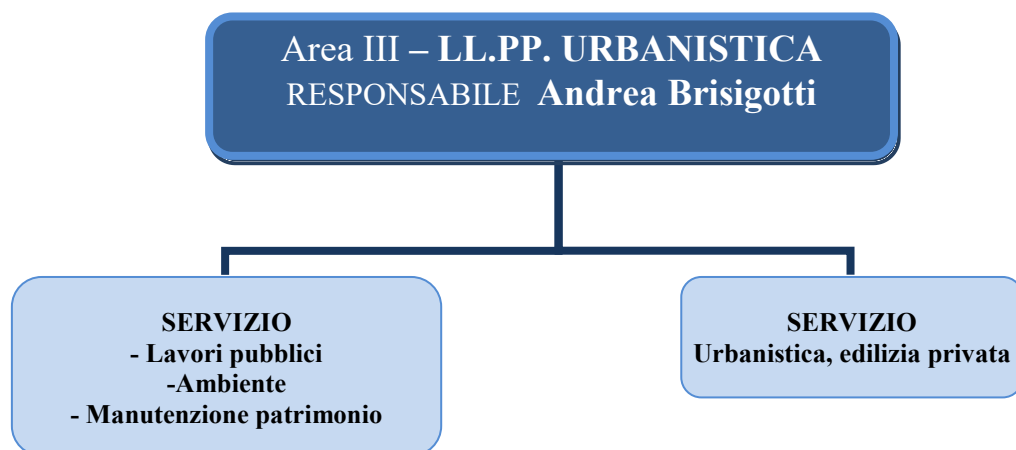 Area III – LL.PP. URBANISTICA
RESPONSABILE Andrea Brisigotti
SERVIZIO
- Lavori pubblici
-Ambiente
- Manutenzione patrimonio
SERVIZIO
Urbanistica, edilizia privata